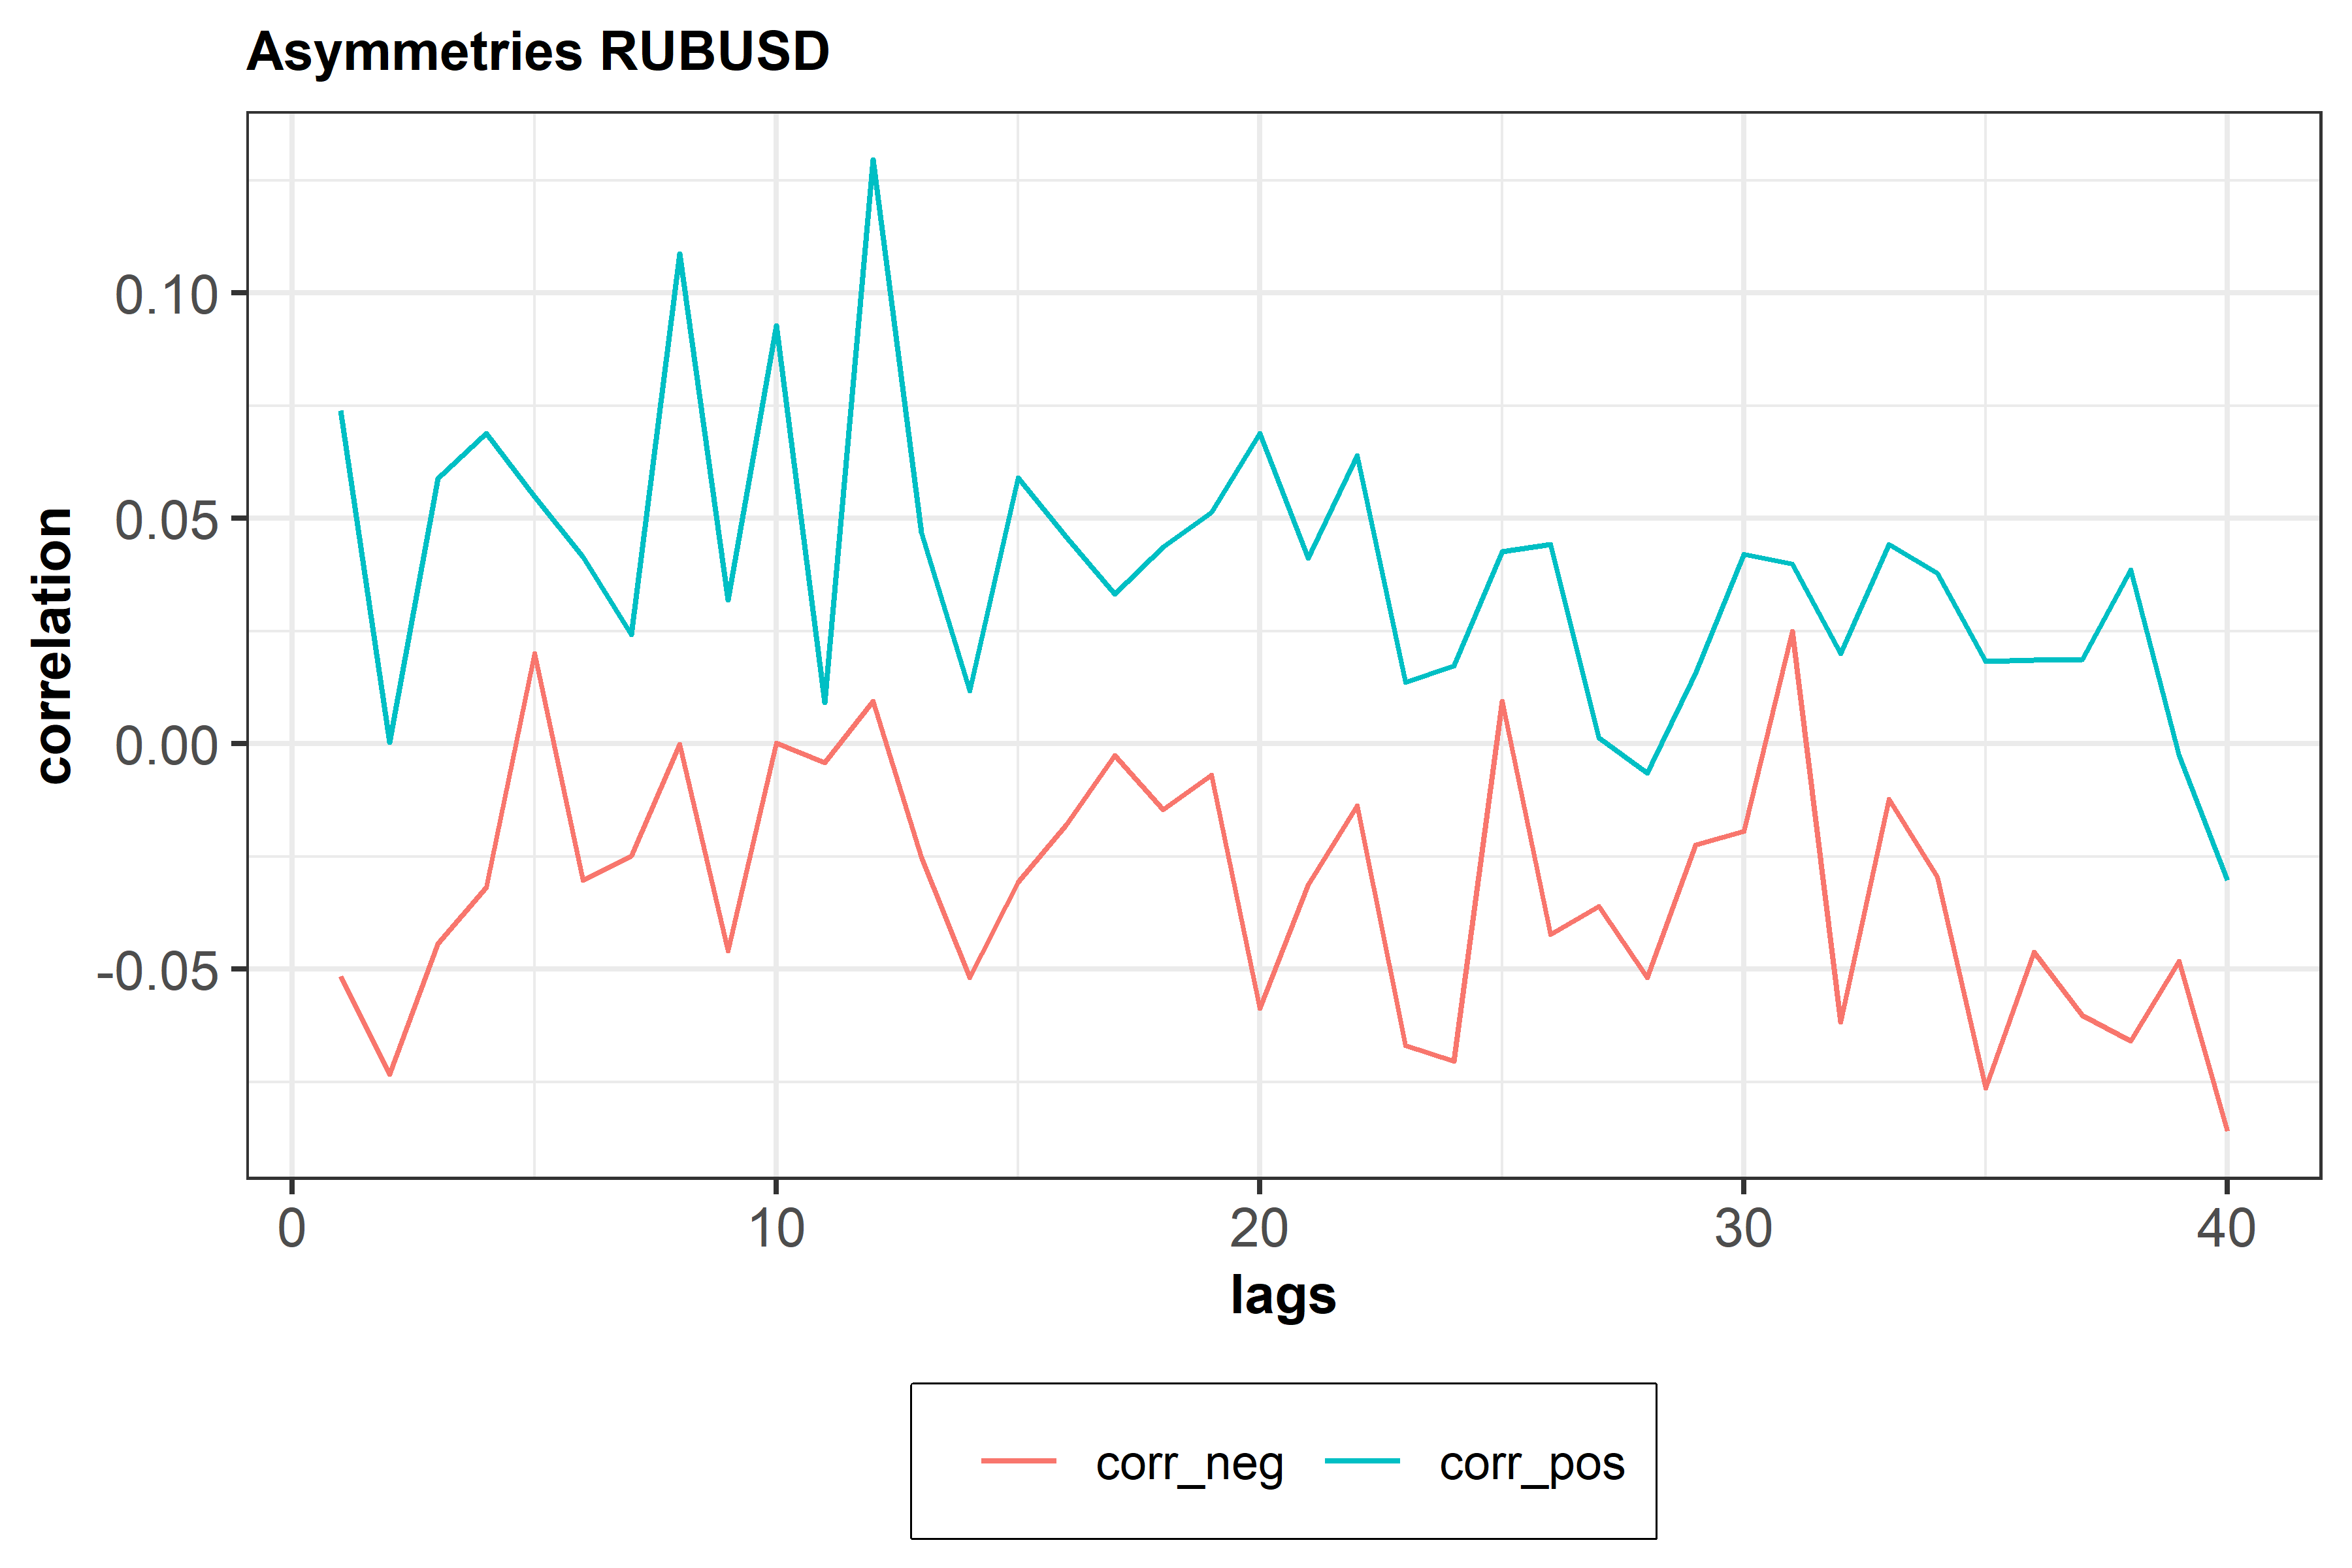 Asymmetries RUBUSD
correlation
0.10
0.05
0.00
-0.05
0 10 20 30 40
lags
corr_neg corr_pos